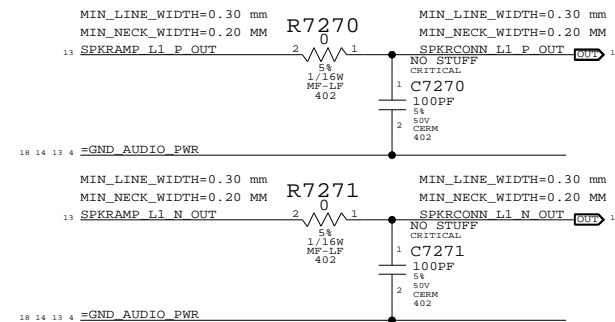 MIN_LINE_WIDTH=0.30 mm
MIN_NECK_WIDTH=0.20 MM
13 SPKRAMP_L1_P_OUT
R7270
0
2 1
5%
1/16W
MF-LF
402
MIN_LINE_WIDTH=0.30 mm
MIN_NECK_WIDTH=0.20 MM
SPKRCONN_L1_P_OUT OUT 1
NO STUFF
CRITICAL
1 C7270
100PF
5%
50V
2 CERM
402
18 14 13 4 =GND_AUDIO_PWR
MIN_LINE_WIDTH=0.30 mm
MIN_NECK_WIDTH=0.20 MM
13 SPKRAMP_L1_N_OUT
R7271
0
2 1
5%
1/16W
MF-LF
402
MIN_LINE_WIDTH=0.30 mm
MIN_NECK_WIDTH=0.20 MM
SPKRCONN_L1_N_OUT OUT 1
NO STUFF
CRITICAL
1 C7271
100PF
5%
50V
2 CERM
402
18 14 13 4 =GND_AUDIO_PWR